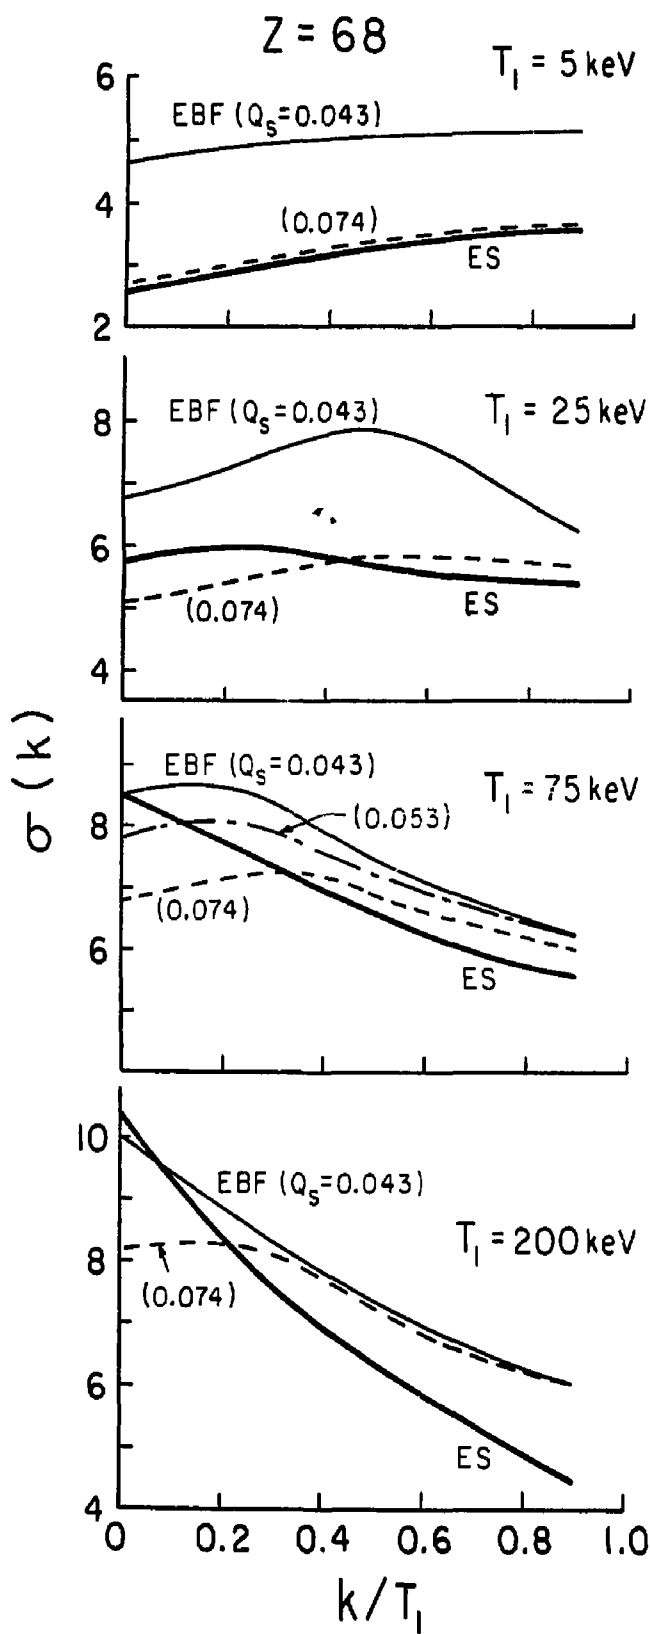 Z = 68
T₁ = 5 keV
6
EBF (Qₛ=0.043)
4
(0.074)
ES
2
EBF (Qₛ=0.043)
T₁ = 25 keV
8
6
(0.074)
ES
4
σ (k)
EBF (Qₛ=0.043)
T₁ = 75 keV
(0.053)
8
(0.074)
6
ES
10
EBF (Qₛ=0.043)
T₁ = 200 keV
8
(0.074)
6
ES
4
0 0.2 0.4 0.6 0.8 1.0
k/T₁